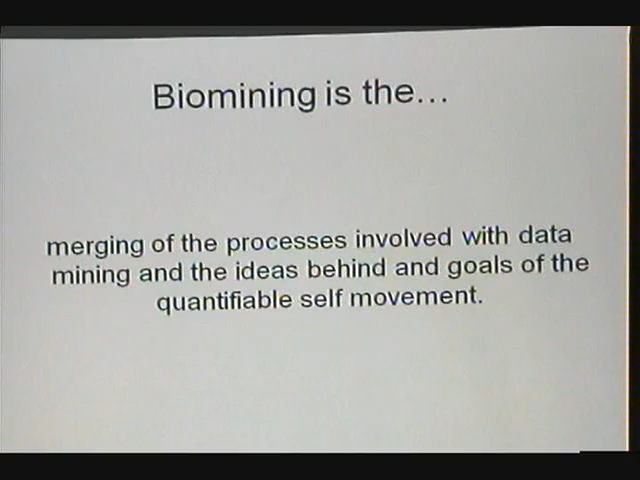 Biomining is the…
merging of the processes involved with data
mining and the ideas behind and goals of the
quantifiable self movement.